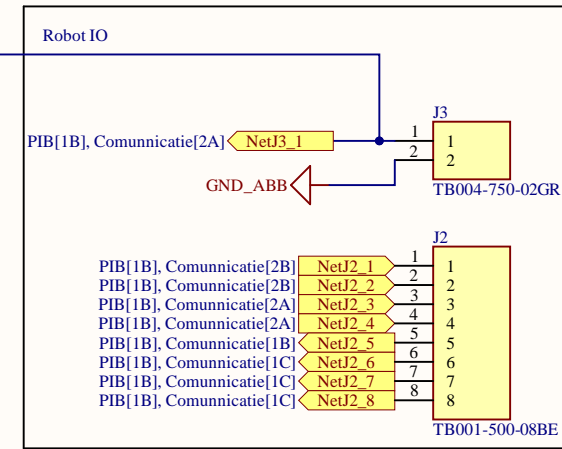 Robot IO
J3
PIB[1B], Comunnicatie[2A] NetJ3_1 1 1
2 2
GND_ABB
TB004-750-02GR
J2
PIB[1B], Comunnicatie[2B] NetJ2_1 1 1
PIB[1B], Comunnicatie[2B] NetJ2_2 2 2
PIB[1B], Comunnicatie[2A] NetJ2_3 3 3
PIB[1B], Comunnicatie[2A] NetJ2_4 4 4
PIB[1B], Comunnicatie[1B] NetJ2_5 5 5
PIB[1B], Comunnicatie[1C] NetJ2_6 6 6
PIB[1B], Comunnicatie[1C] NetJ2_7 7 7
PIB[1B], Comunnicatie[1C] NetJ2_8 8 8
TB001-500-08BE